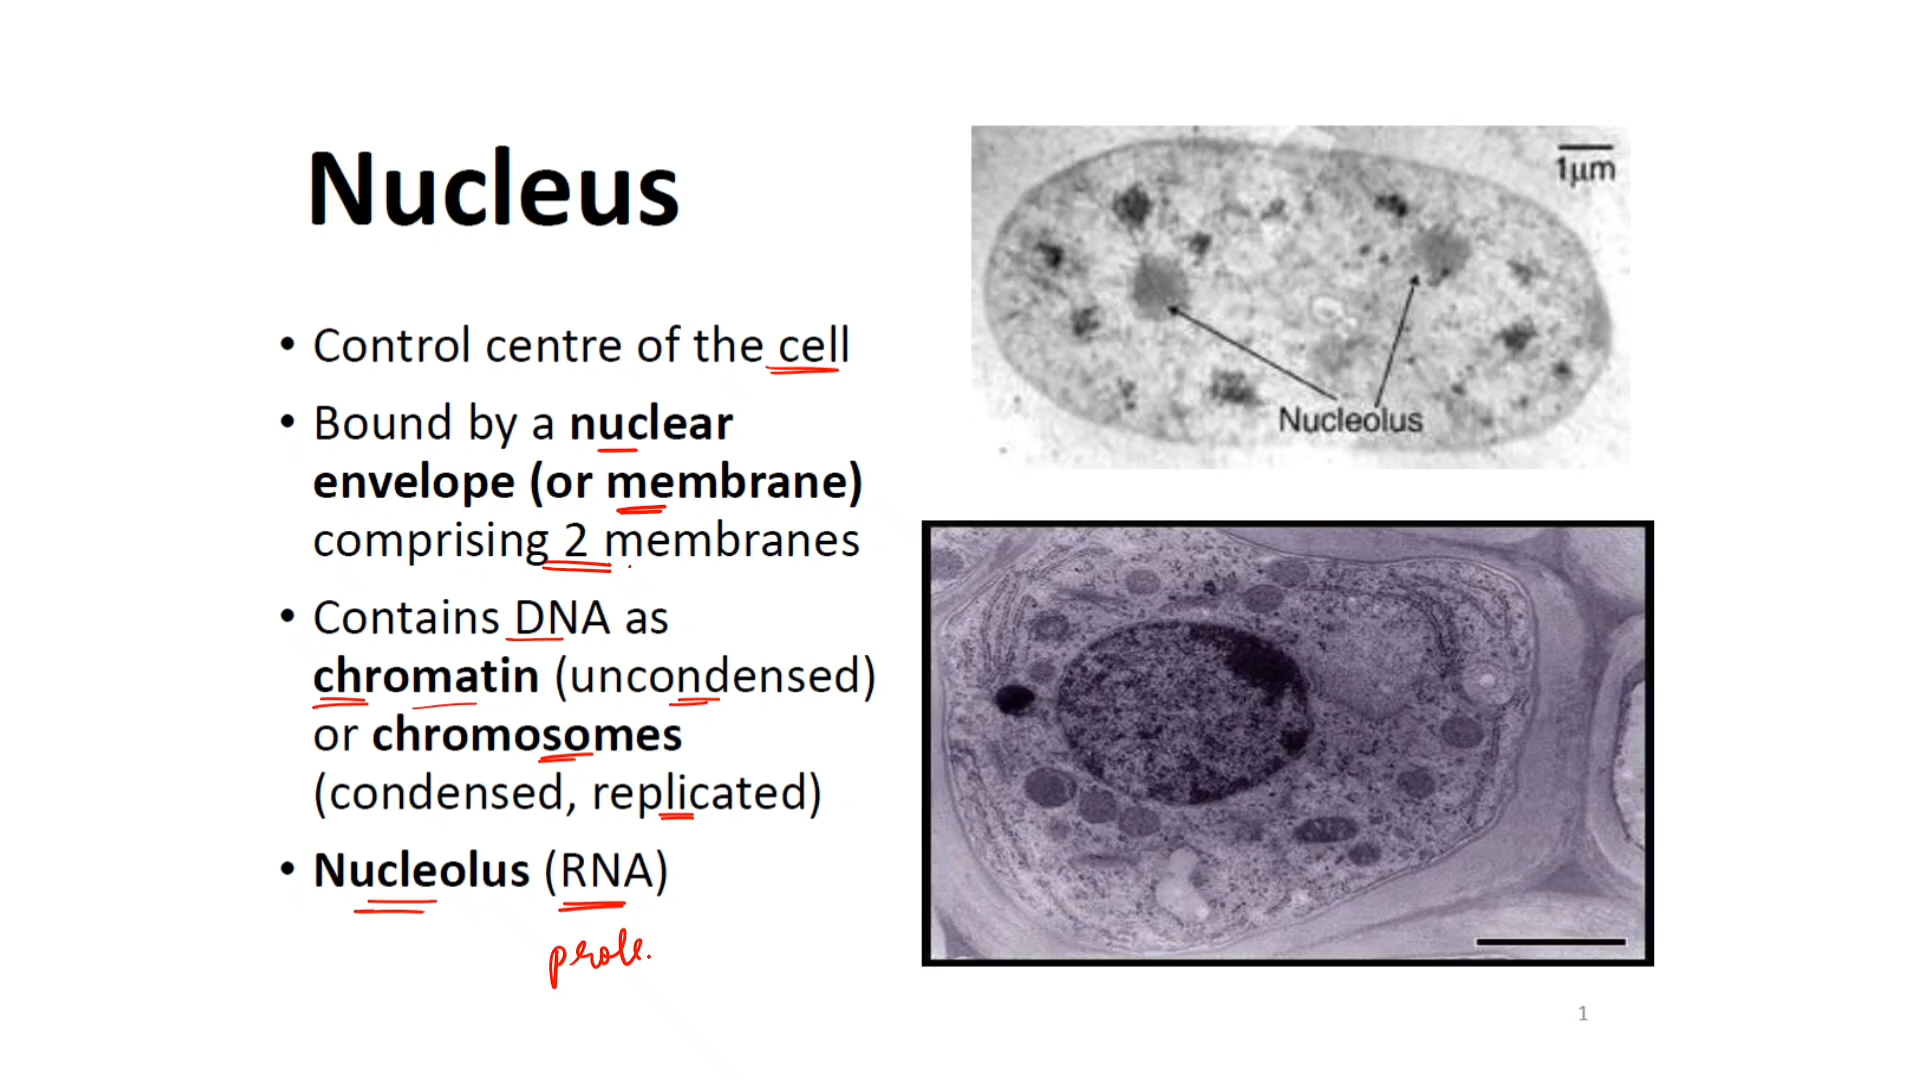 Nucleus
• Control centre of the cell
• Bound by a nuclear
envelope (or membrane)
comprising 2 membranes
• Contains DNA as
chromatin (uncondensed)
or chromosomes
(condensed, replicated)
• Nucleolus (RNA)
1µm
Nucleolus
1